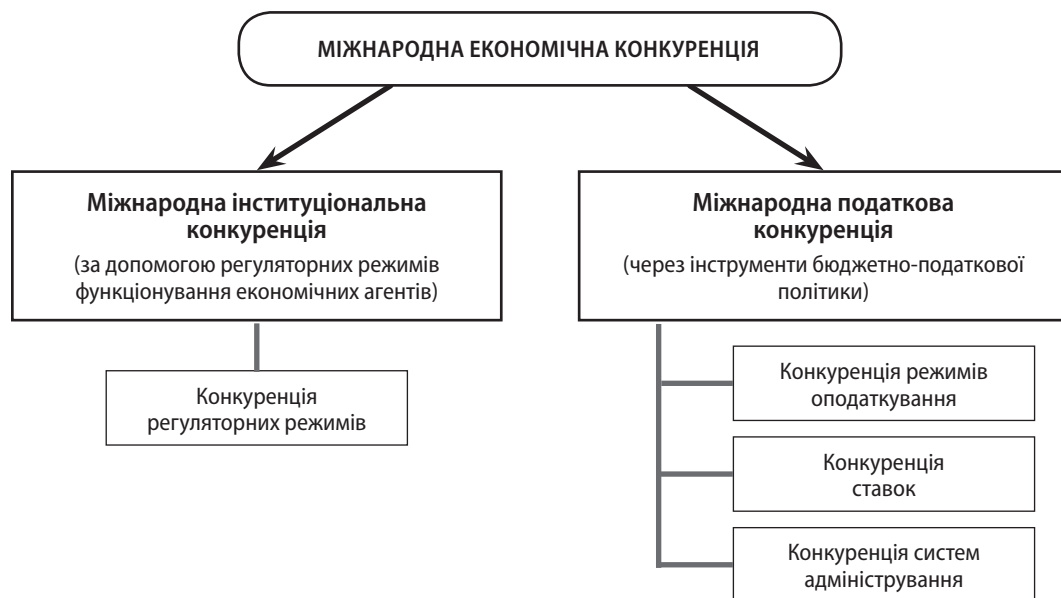 МІЖНАРОДНА ЕКОНОМІЧНА КОНКУРЕНЦІЯ
Міжнародна інституціональна
конкуренція
(за допомогою регуляторних режимів
функціонування економічних агентів)
Конкуренція
регуляторних режимів
Міжнародна податкова
конкуренція
(через інструменти бюджетно-податкової
політики)
Конкуренція режимів
оподаткування
Конкуренція
ставок
Конкуренція систем
адміністрування